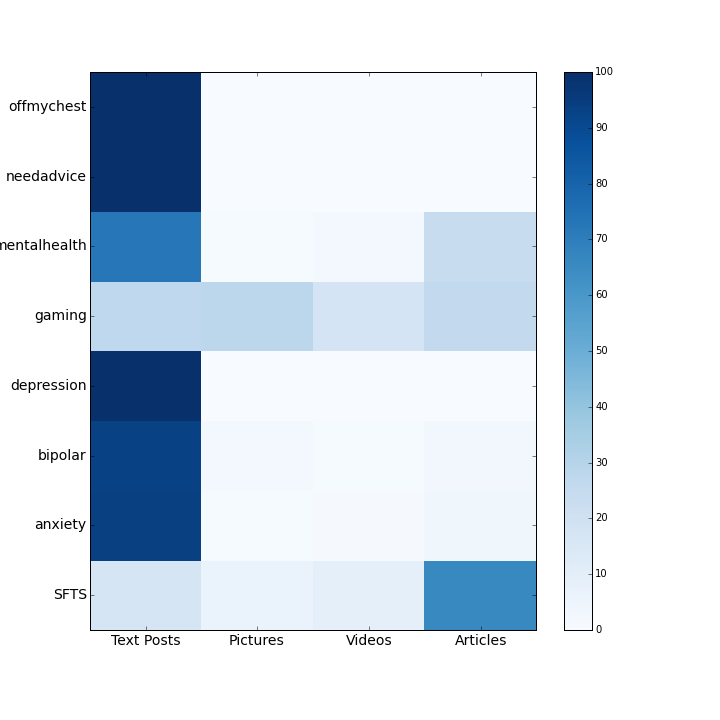 offmychest
needadvice
mentalhealth
gaming
depression
bipolar
anxiety
SFTS
Text Posts Pictures Videos Articles
100
90
80
70
60
50
40
30
20
10
0